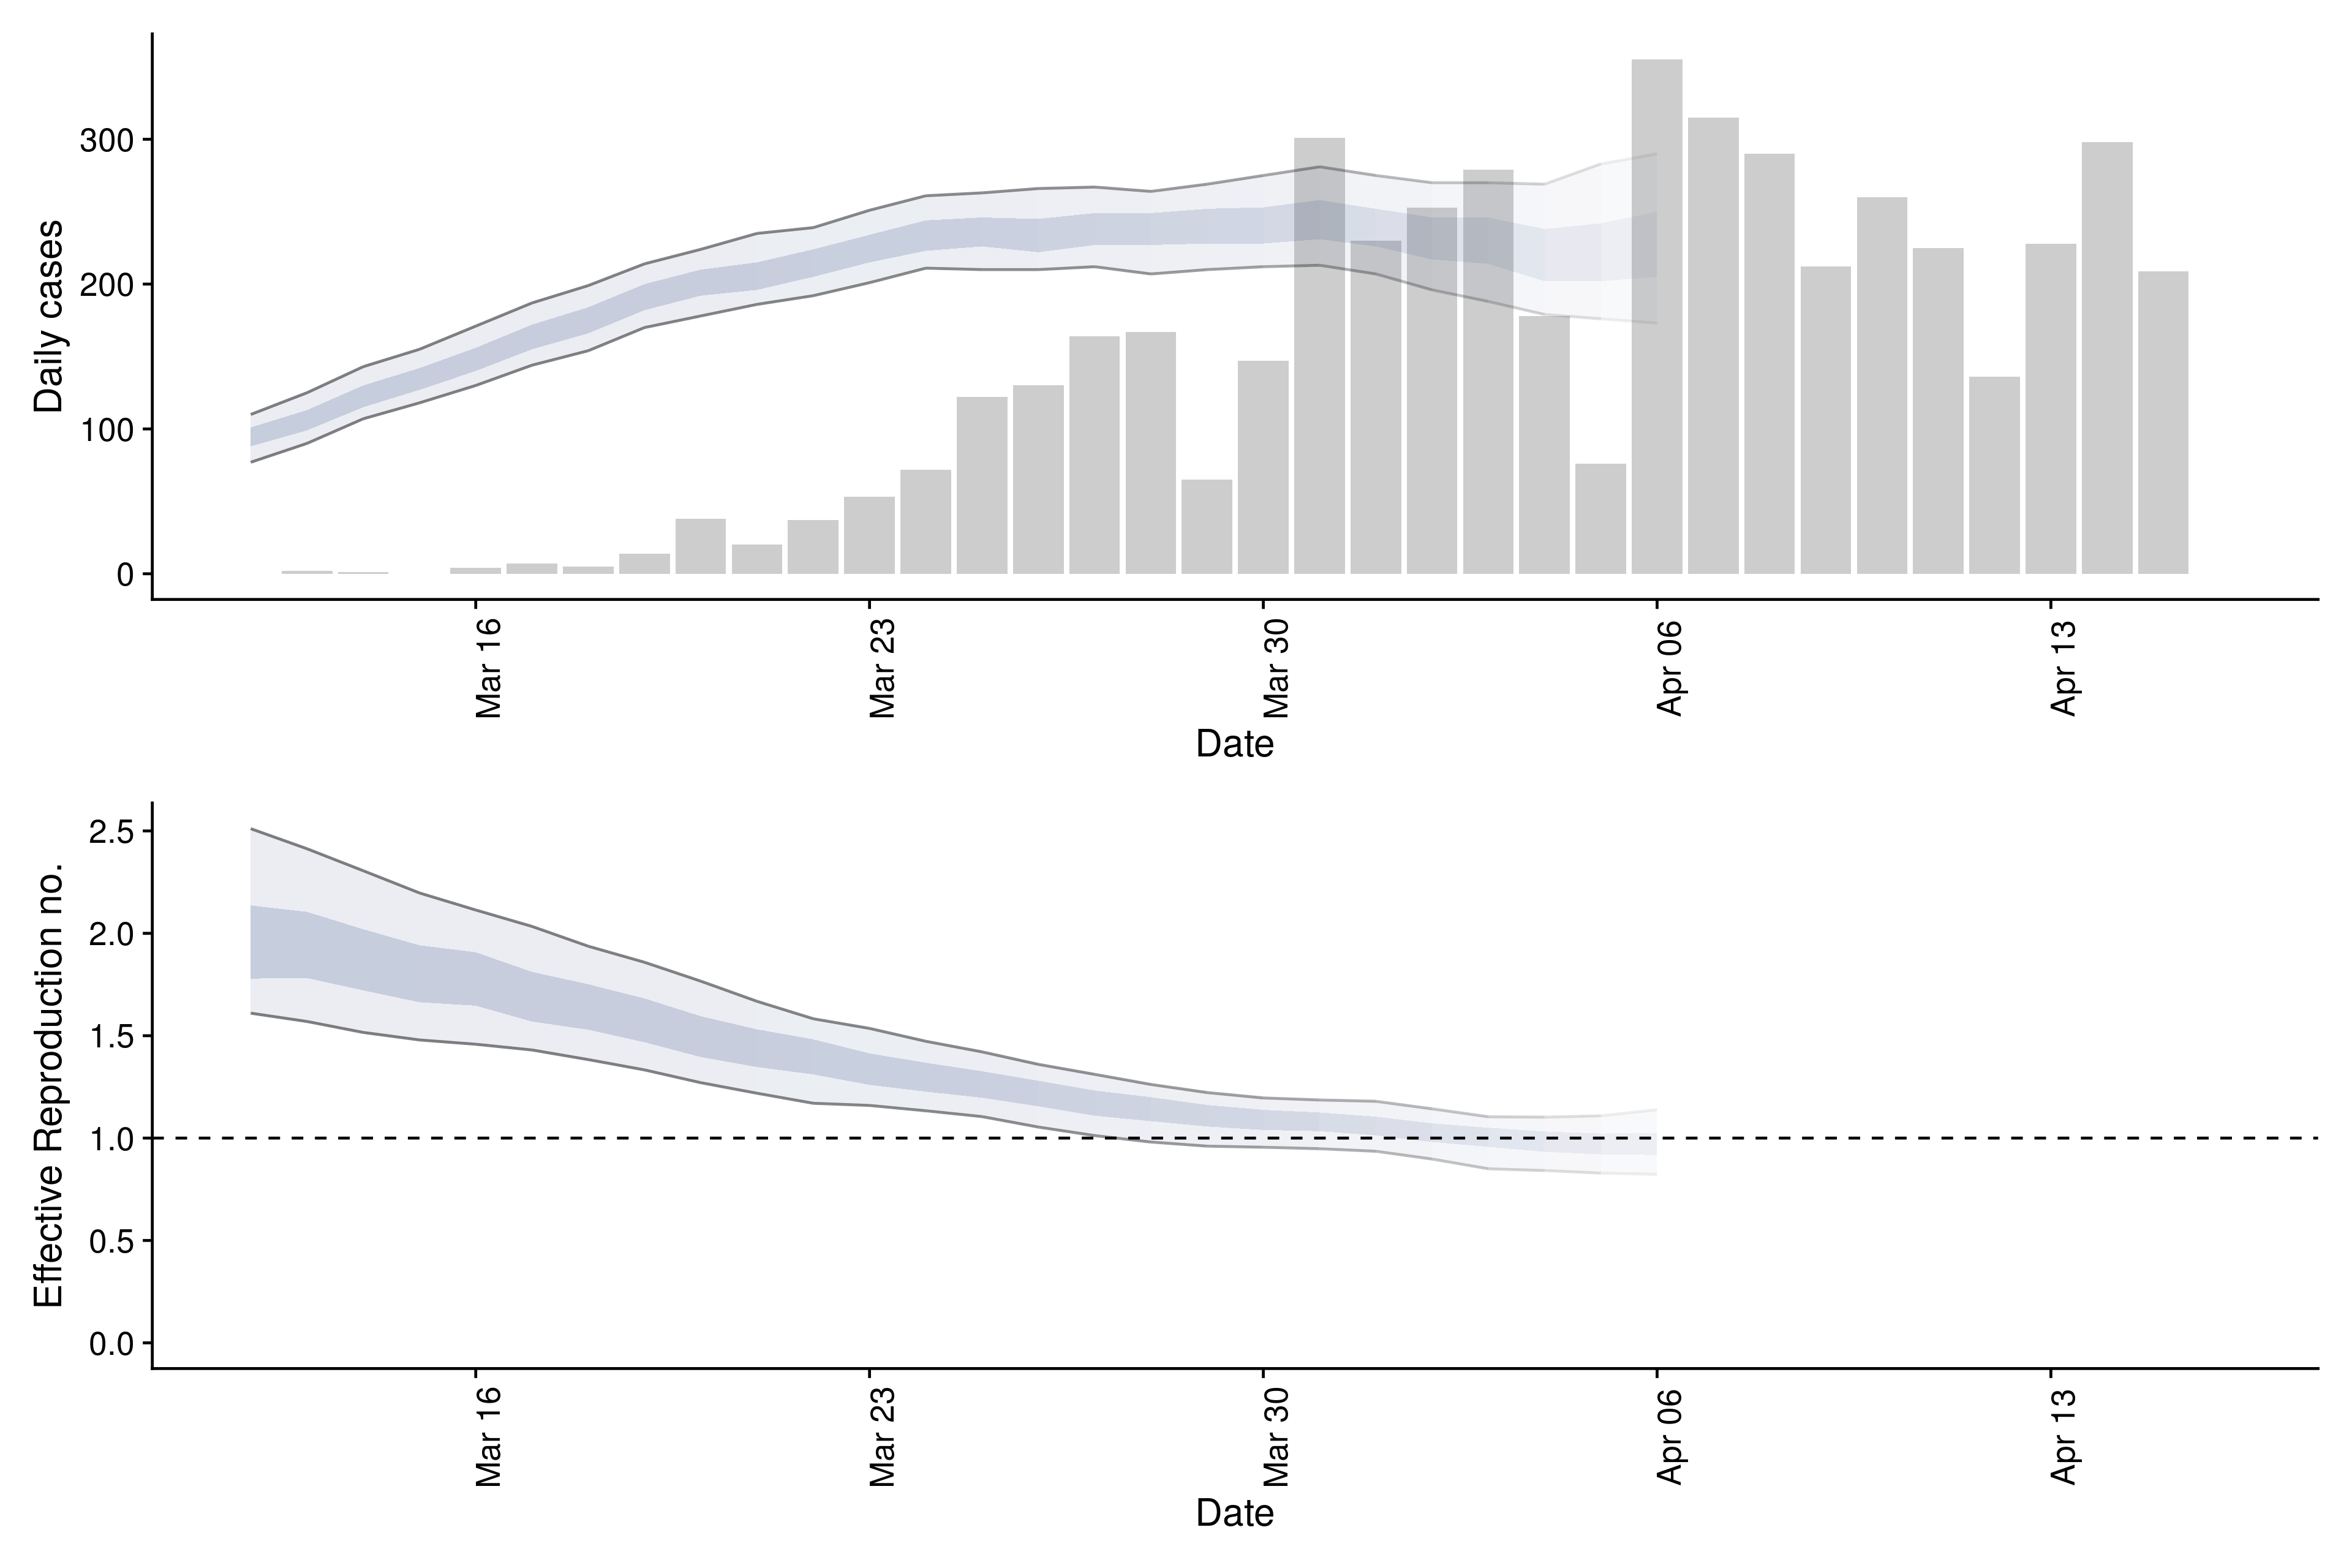 Daily cases
300
200
100
0
Mar 16
Mar 23
Mar 30
Apr 06
Apr 13
Date
Effective Reproduction no.
2.5
2.0
1.5
1.0
0.5
0.0
Mar 16
Mar 23
Mar 30
Apr 06
Apr 13
Date